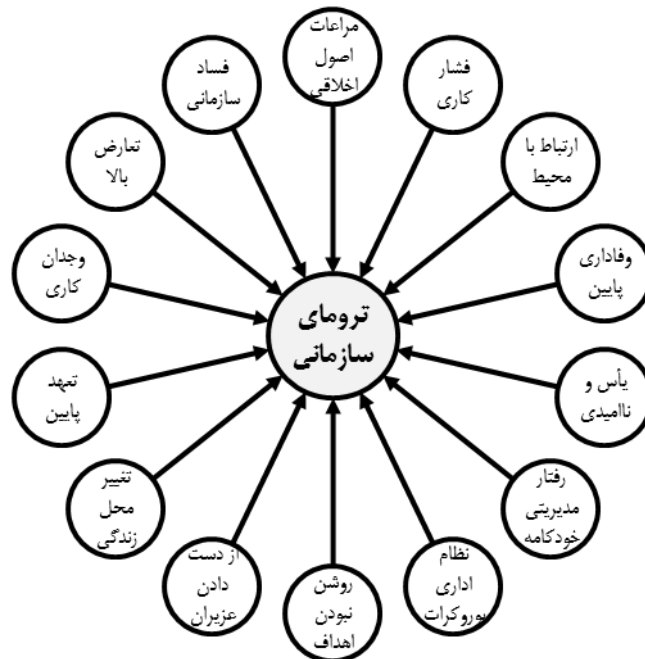 مراعات
اصول
اخلاقی
فشار
کاری
ارتباط با
محیط
وفاداری
پایین
یأس و
ناامیدی
رفتار
مدیریتی
خودکامه
نظام
اداری
بوروکرات
روشن
نبودن
اهداف
از دست
دادن
عزیران
تغییر
محل
زندگی
تعهد
پایین
وجدان
کاری
تعارض
بالا
فساد
سازمانی
ترومای
سازمانی